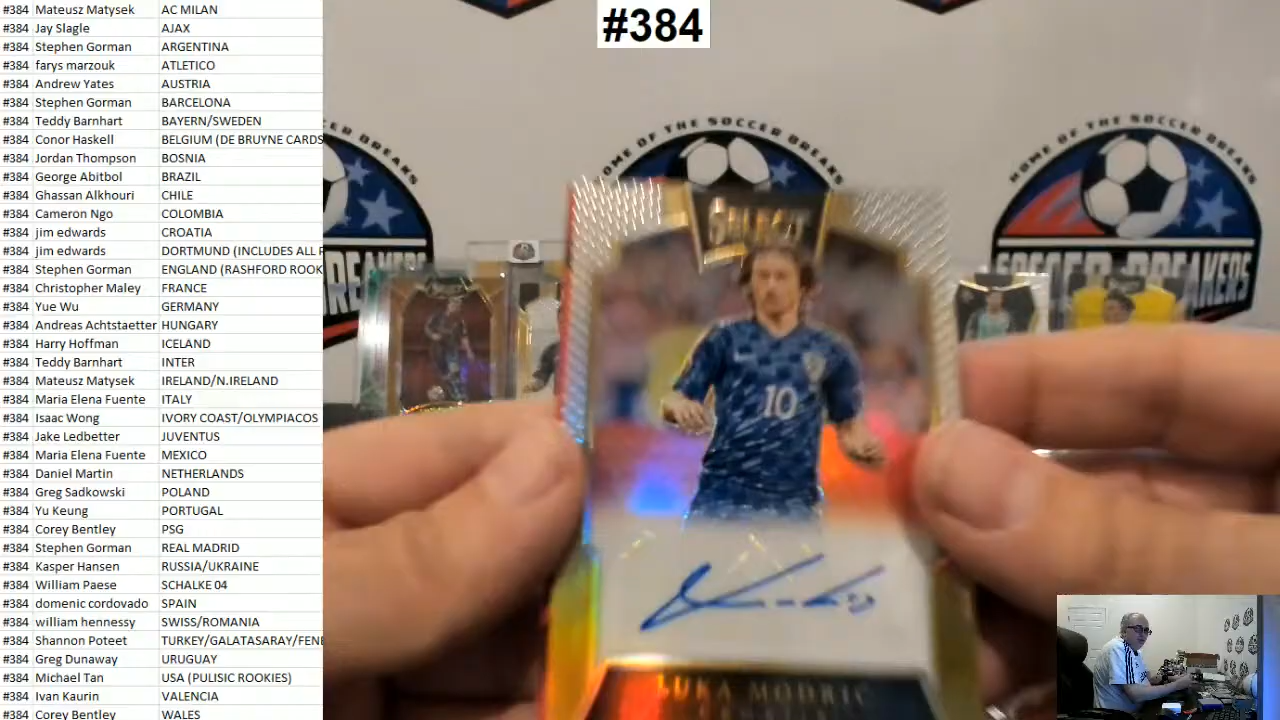 #384 Mateusz Matysek AC MILAN
#384 Jay Slagle AJAX
#384 Stephen Gorman ARGENTINA
#384 farys marzouk ATLETICO
#384 Andrew Yates AUSTRIA
#384 Stephen Gorman BARCELONA
#384 Teddy Barnhart BAYERN/SWEDEN
#384 Conor Haskell BELGIUM (DE BRUYNE CARDS
#384 Jordan Thompson BOSNIA
#384 George Abitbol BRAZIL
#384 Ghassan Alkhouri CHILE
#384 Cameron Ngo COLOMBIA
#384 jim edwards CROATIA
#384 jim edwards DORTMUND (INCLUDES ALL
#384 Stephen Gorman ENGLAND (RASHFORD ROOK
#384 Christopher Maley FRANCE
#384 Yue Wu GERMANY
#384 Andreas Achtstaetter HUNGARY
#384 Harry Hoffman ICELAND
#384 Teddy Barnhart INTER
#384 Mateusz Matysek IRELAND/N.IRELAND
#384 Maria Elena Fuente ITALY
#384 Isaac Wong IVORY COAST/OLYMPIACOS
#384 Jake Ledbetter JUVENTUS
#384 Maria Elena Fuente MEXICO
#384 Daniel Martin NETHERLANDS
#384 Greg Sadkowski POLAND
#384 Yu Keung PORTUGAL
#384 Corey Bentley PSG
#384 Stephen Gorman REAL MADRID
#384 Kasper Hansen RUSSIA/UKRAINE
#384 William Paese SCHALKE 04
#384 domenic cordovado SPAIN
#384 william hennessy SWISS/ROMANIA
#384 Shannon Poteet TURKEY/GALATASARAY/FENE
#384 Greg Dunaway URUGUAY
#384 Michael Tan USA (PULISIC ROOKIES)
#384 Ivan Kaurin VALENCIA
#384 Corey Bentley WALES
#384
HOME OF THE SOCCER BREAKS
HOME OF THE SOCCER BREAKS
SOCCER BREAKERS
SELECT
10
LUKA MODRIC